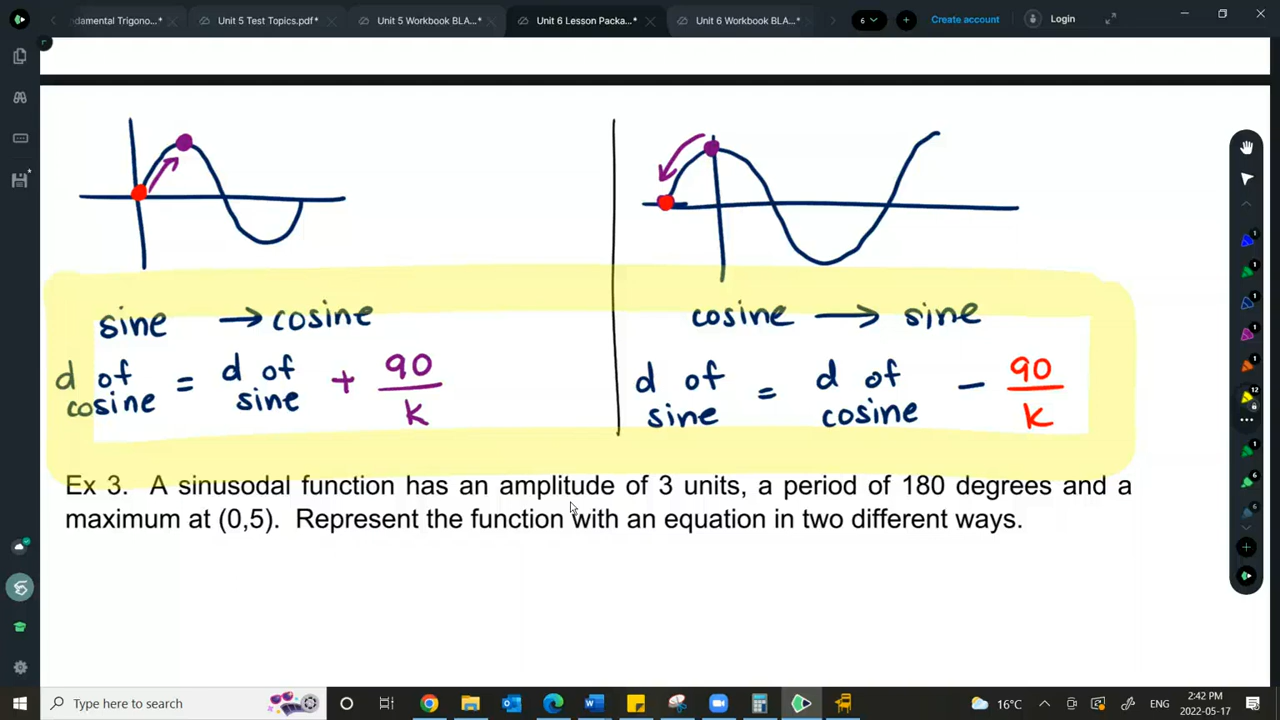 ndamental Trigono...*
Unit 5 Test Topics.pdf*
Unit 5 Workbook BLA...*
Unit 6 Lesson Packa...*
Unit 6 Workbook BLA...*
6
Create account
Login
sine → cosine
cosine → sine
d of cosine = d of sine + 90/k
d of sine = d of cosine - 90/k
Ex 3. A sinusodal function has an amplitude of 3 units, a period of 180 degrees and a
maximum at (0,5). Represent the function with an equation in two different ways.
Type here to search
16°C
ENG
2:42 PM
2022-05-17